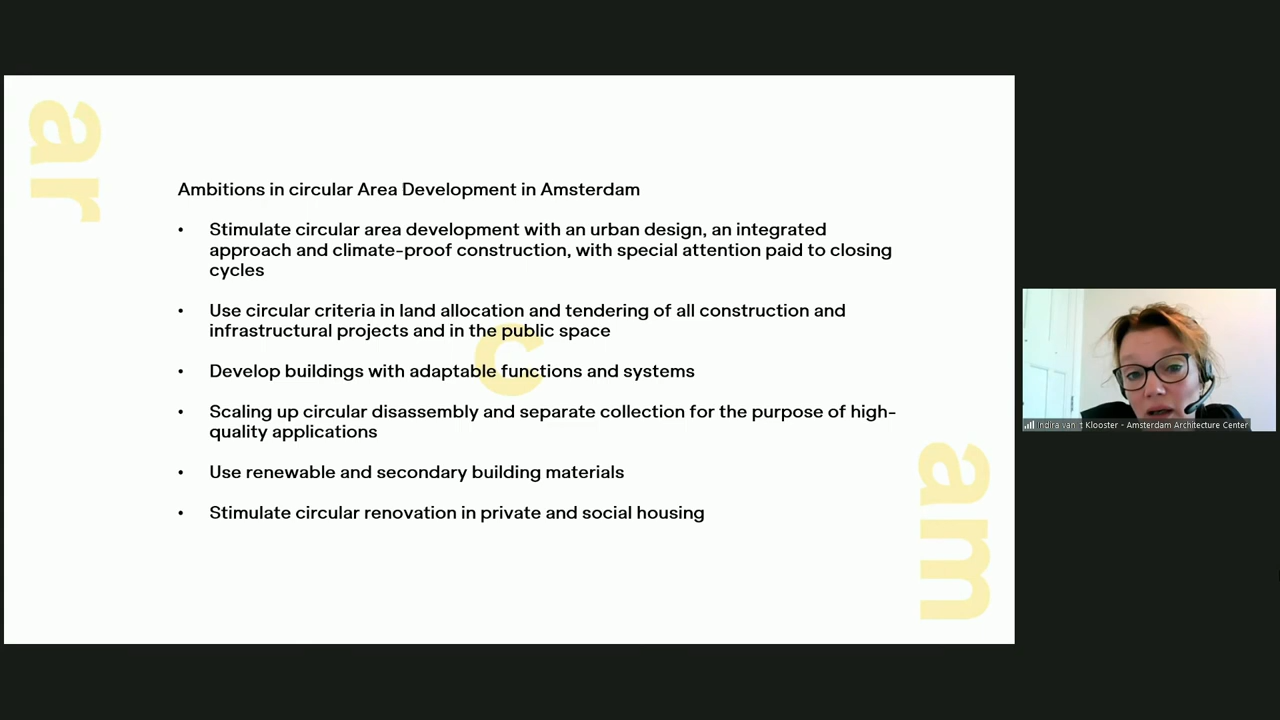 ar
Ambitions in circular Area Development in Amsterdam
• Stimulate circular area development with an urban design, an integrated
approach and climate-proof construction, with special attention paid to closing
cycles
• Use circular criteria in land allocation and tendering of all construction and
infrastructural projects and in the public space
c
• Develop buildings with adaptable functions and systems
• Scaling up circular disassembly and separate collection for the purpose of high-
quality applications
• Use renewable and secondary building materials
• Stimulate circular renovation in private and social housing
am
Indira van 't Klooster - Amsterdam Architecture Center